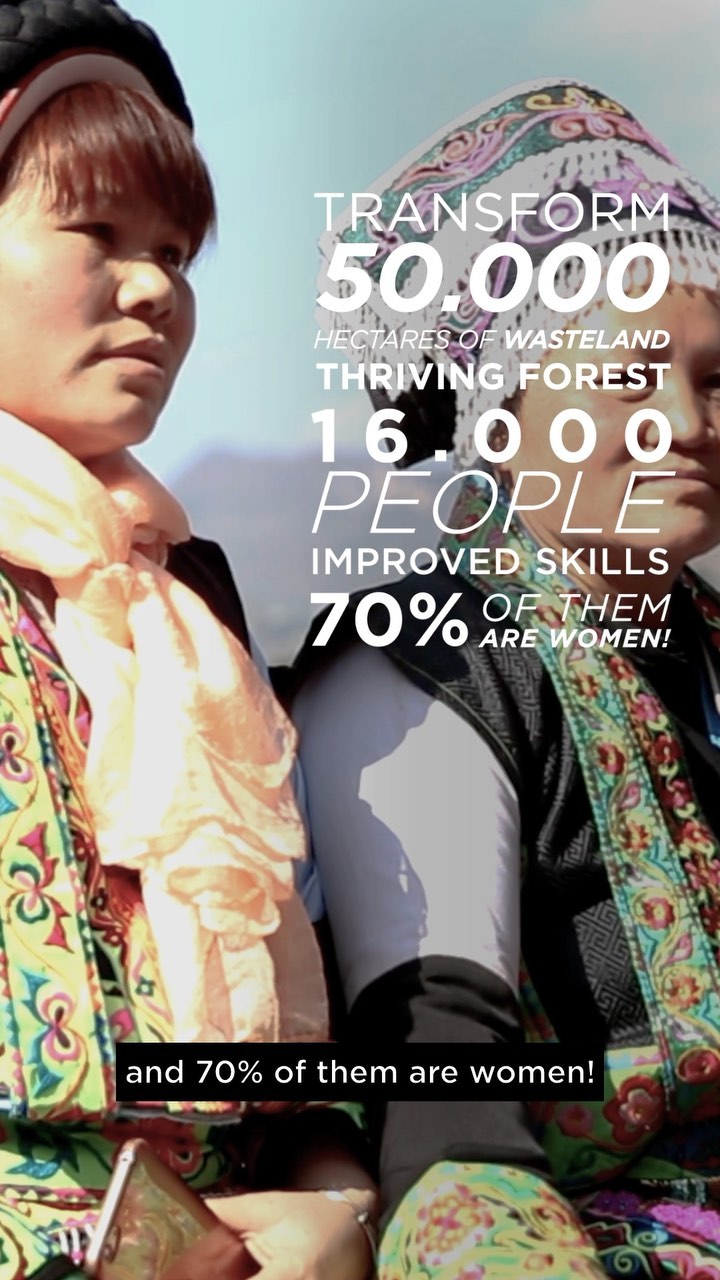 TRANSFORM
50.000
HECTARES OF WASTELAND
THRIVING FOREST
16.000
PEOPLE
IMPROVED SKILLS
70% OF THEM
ARE WOMEN!
and 70% of them are women!